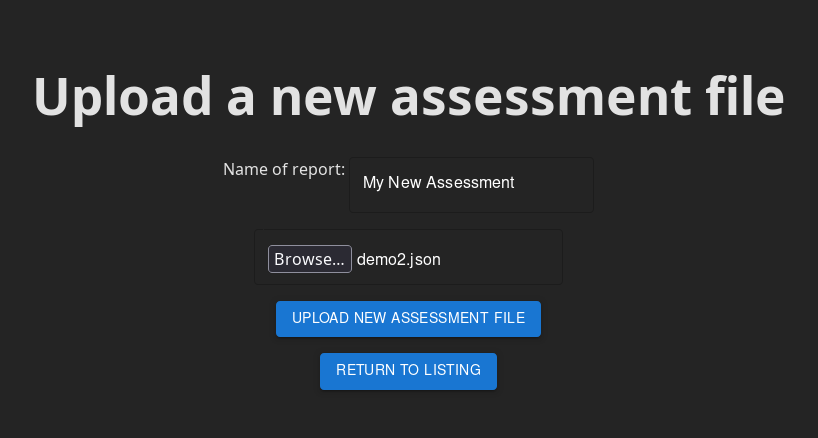 Upload a new assessment file
Name of report: My New Assessment
Browse... demo2.json
UPLOAD NEW ASSESSMENT FILE
RETURN TO LISTING